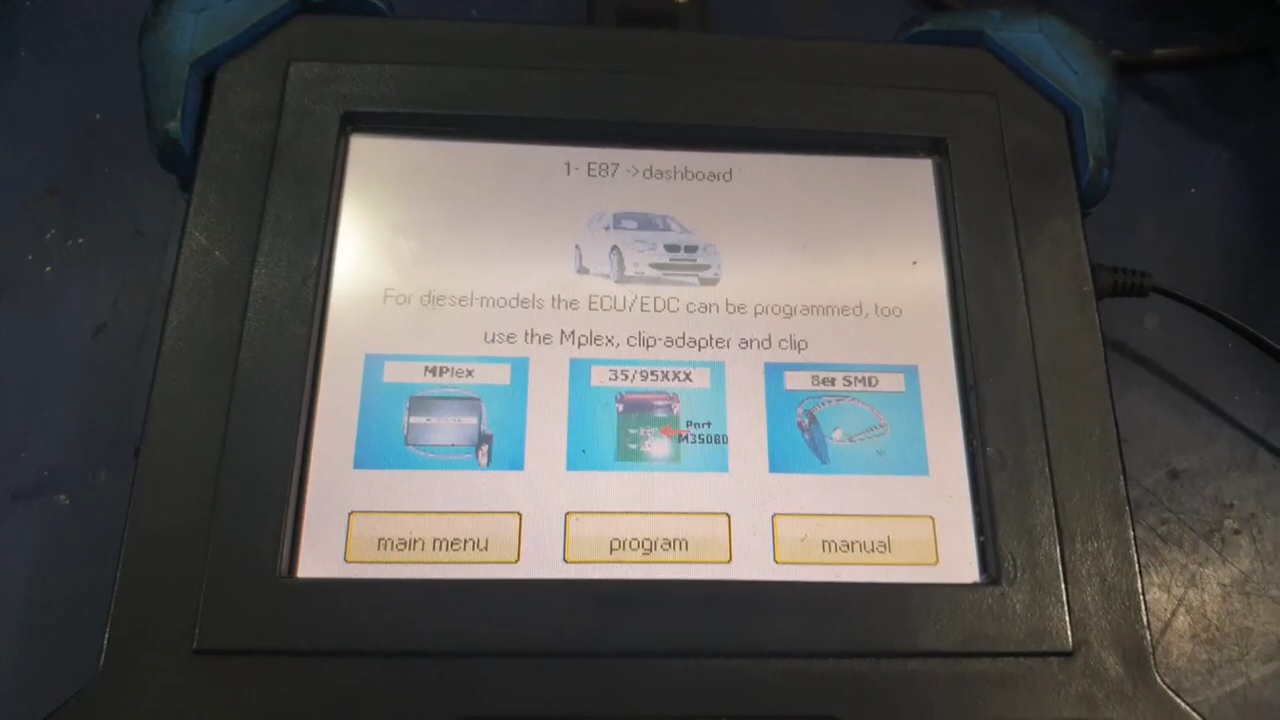 1- E87 ->dashboard
For diesel-models the ECU/EDC can be programmed, too
use the Mplex, clip-adapter and clip
MPlex
35/95XXX
8er SMD
Port
M35080
main menu
program
manual